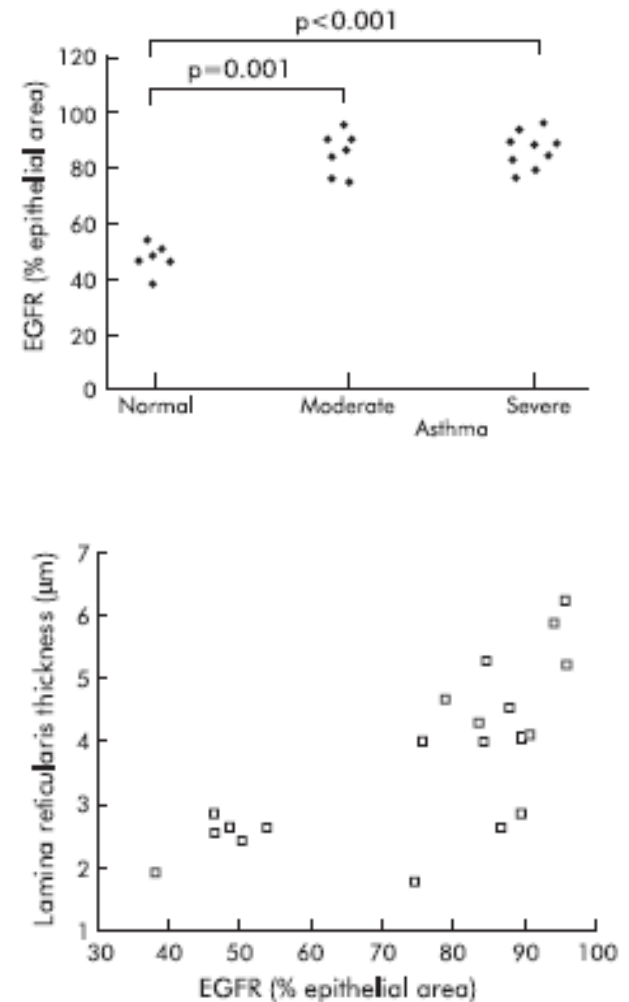 p<0.001
p=0.001
EGFR (% epithelial area)
120
100
80
60
40
20
0
Normal
Moderate
Severe
Asthma
Lamina reticularis thickness (μm)
7
6
5
4
3
2
1
30 40 50 60 70 80 90 100
EGFR (% epithelial area)